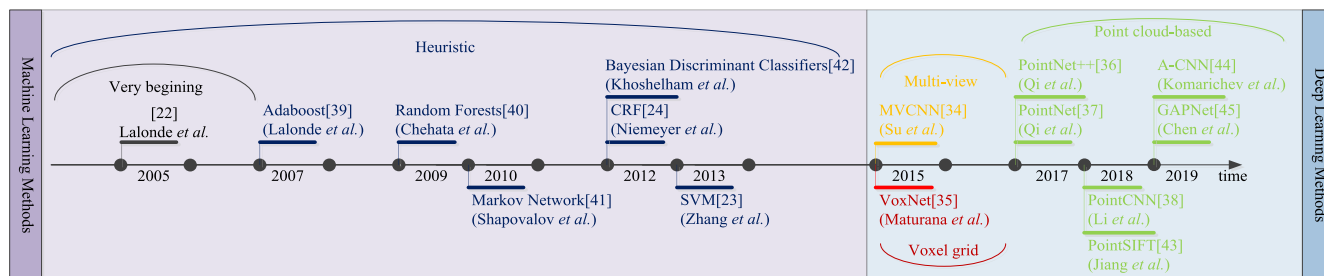 Machine Learning Methods
Heuristic
Very begining
[22]
Lalonde et al.
Adaboost[39]
(Lalonde et al.)
Random Forests[40]
(Chehata et al.)
Bayesian Discriminant Classifiers[42]
(Khoshelham et al.)
CRF[24]
(Niemeyer et al.)
Multi-view
MVCNN[34]
(Su et al.)
Point cloud-based
PointNet++[36]
(Qi et al.)
PointNet[37]
(Qi et al.)
A-CNN[44]
(Komarichev et al.)
GAPNet[45]
(Chen et al.)
2005 2007 2009 2010 2012 2013 2015 2017 2018 2019 time
Markov Network[41]
(Shapovalov et al.)
SVM[23]
(Zhang et al.)
VoxNet[35]
(Maturana et al.)
Voxel grid
PointCNN[38]
(Li et al.)
PointSIFT[43]
(Jiang et al.)
Deep Learning Methods